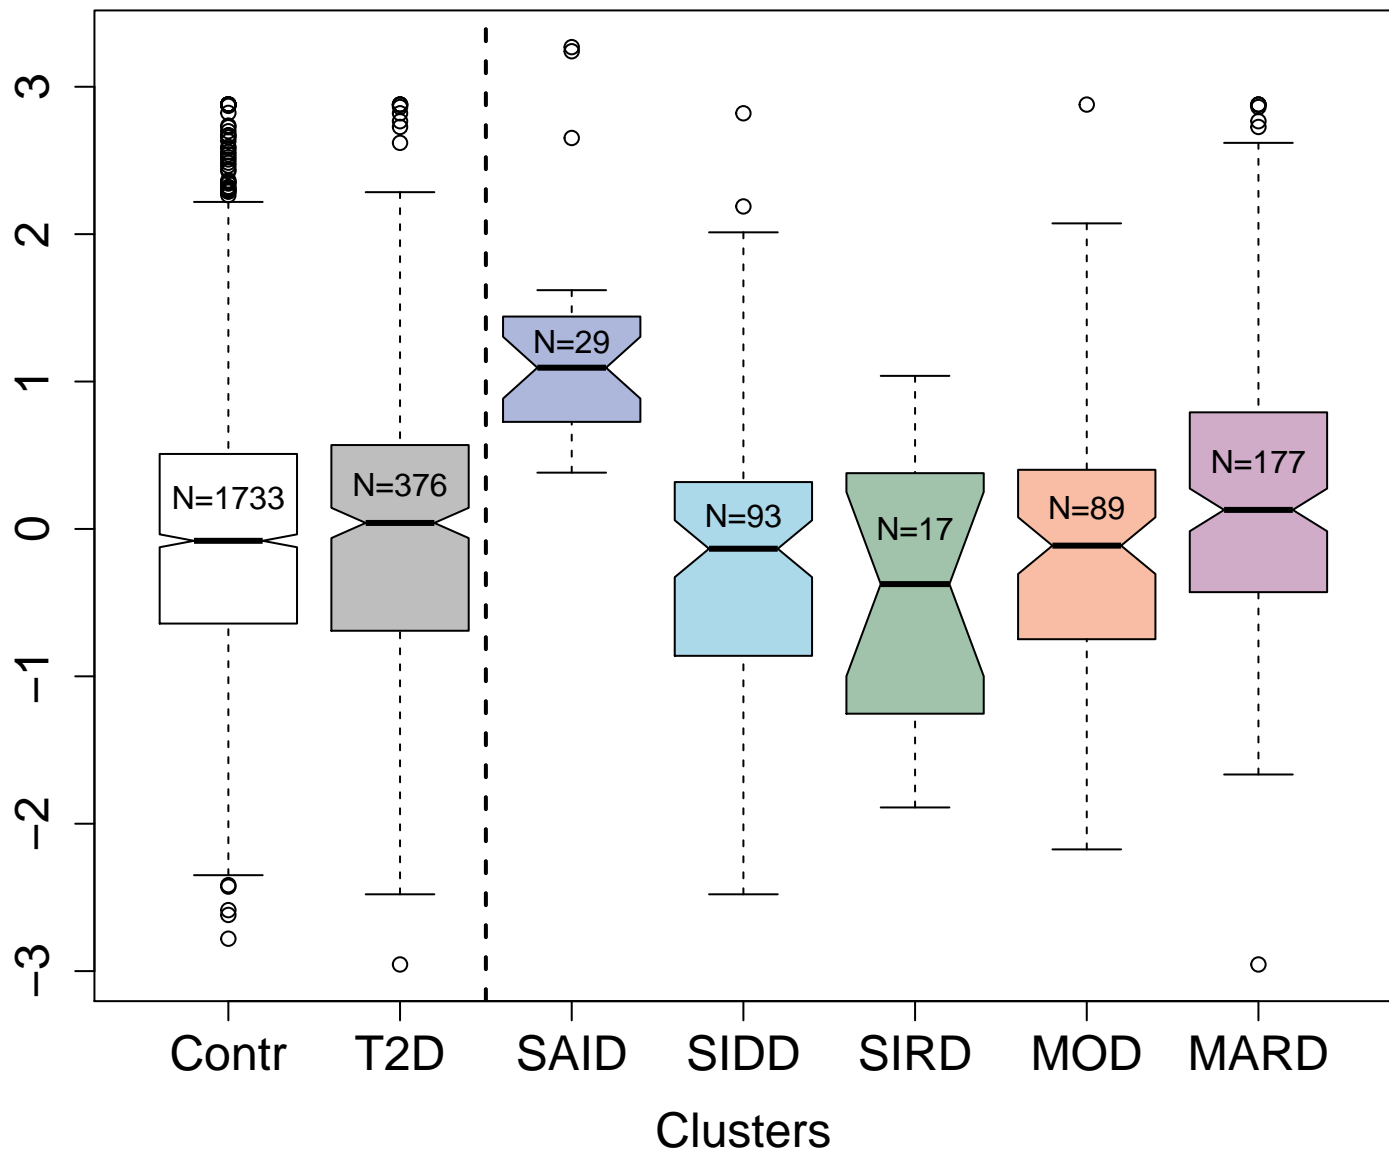 3
2
1
0
−1
−2
−3
N=1733
N=376
N=29
N=93
N=17
N=89
N=177
Contr T2D SAID SIDD SIRD MOD MARD
Clusters